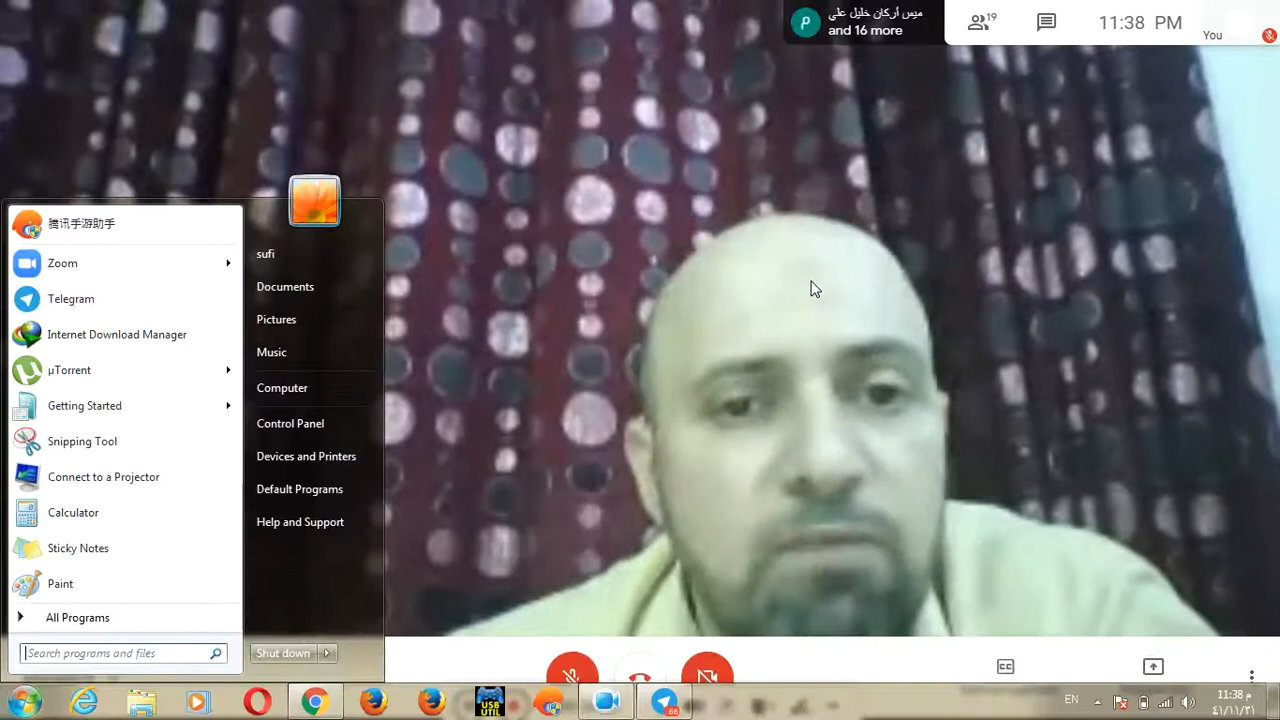 ميس أركان خليل علي
and 16 more
19
11:38 PM
You
腾讯手游助手
Zoom
Telegram
Internet Download Manager
µTorrent
Getting Started
Snipping Tool
Connect to a Projector
Calculator
Sticky Notes
Paint
All Programs
Search programs and files
sufi
Documents
Pictures
Music
Computer
Control Panel
Devices and Printers
Default Programs
Help and Support
Shut down
USB
UTIL
.66
EN
11:38 م